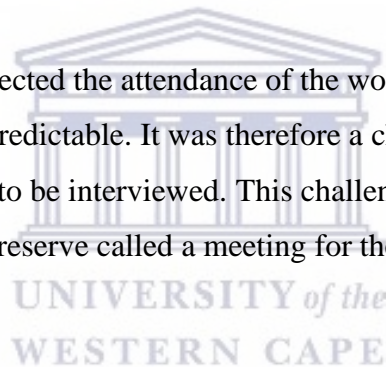 ected the attendance of the wo
redictable. It was therefore a c
to be interviewed. This challen
reserve called a meeting for the
UNIVERSITY of the
WESTERN CAPE